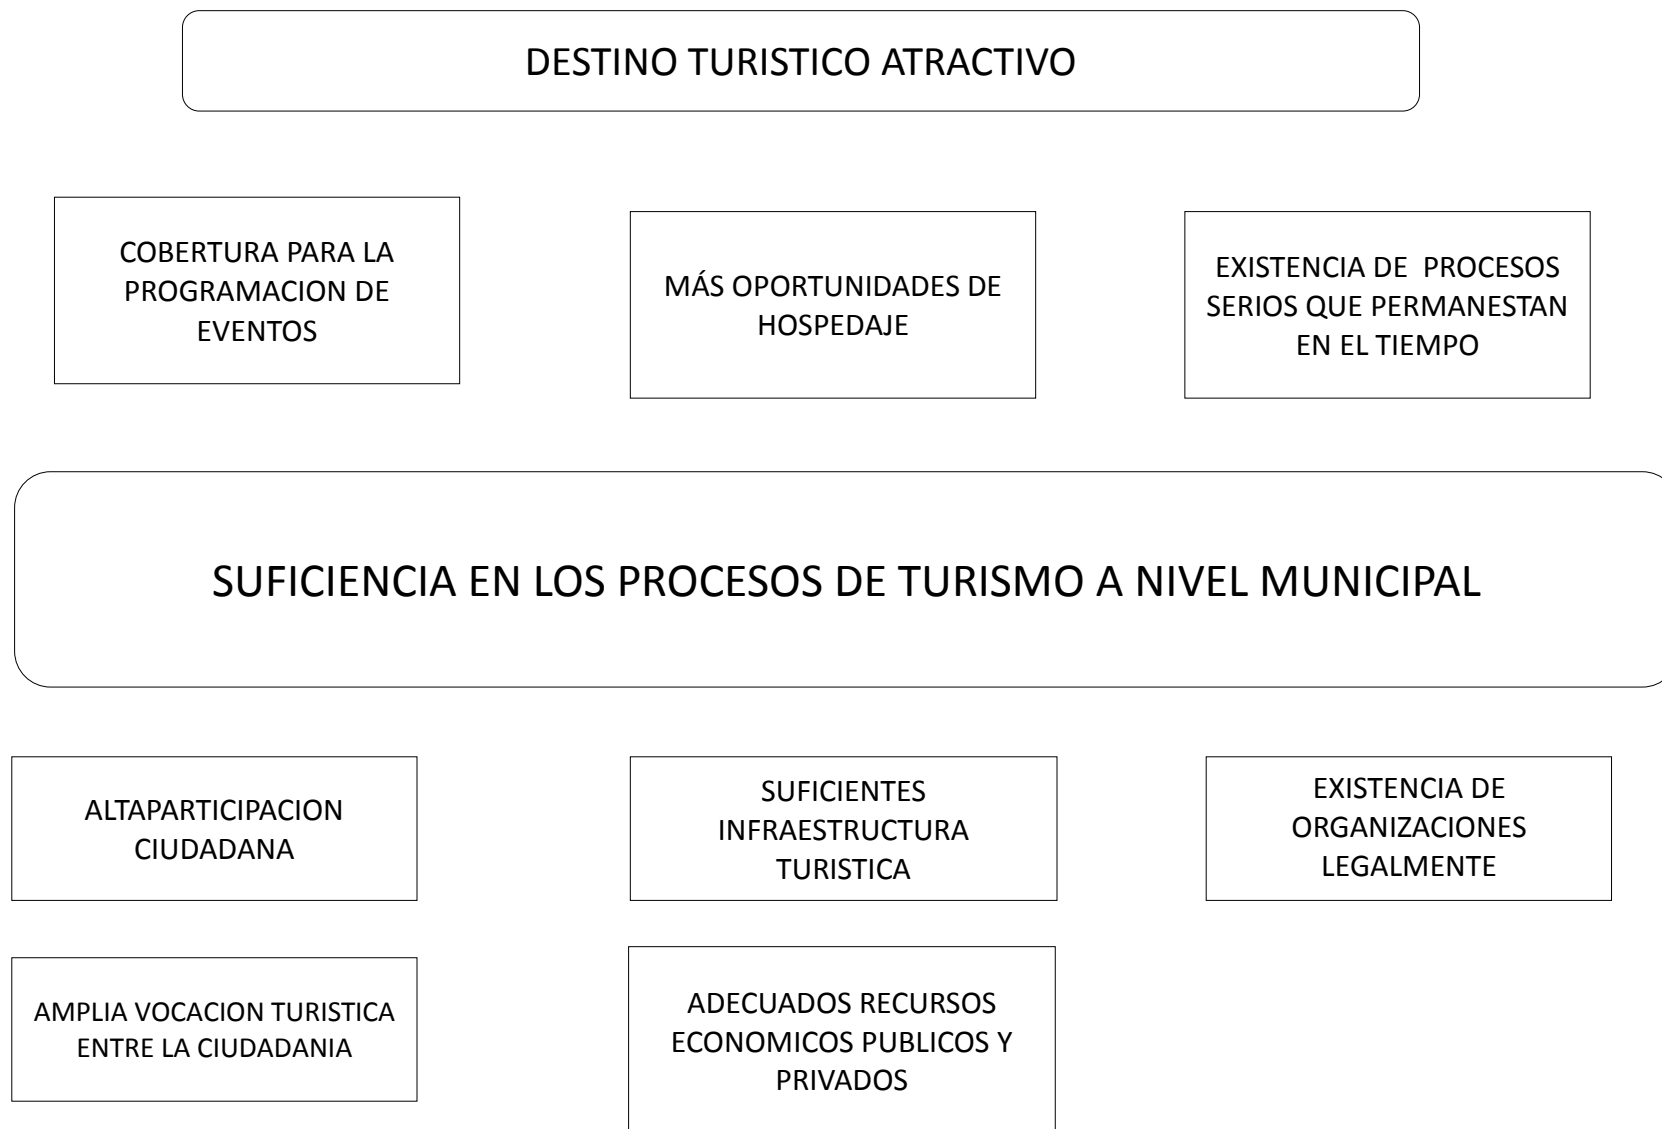 DESTINO TURISTICO ATRACTIVO
COBERTURA PARA LA
PROGRAMACION DE
EVENTOS
MÁS OPORTUNIDADES DE
HOSPEDAJE
EXISTENCIA DE  PROCESOS
SERIOS QUE PERMANESTAN
EN EL TIEMPO
SUFICIENCIA EN LOS PROCESOS DE TURISMO A NIVEL MUNICIPAL
ALTAPARTICIPACION
CIUDADANA
SUFICIENTES
INFRAESTRUCTURA
TURISTICA
EXISTENCIA DE
ORGANIZACIONES
LEGALMENTE
AMPLIA VOCACION TURISTICA
ENTRE LA CIUDADANIA
ADECUADOS RECURSOS
ECONOMICOS PUBLICOS Y
PRIVADOS